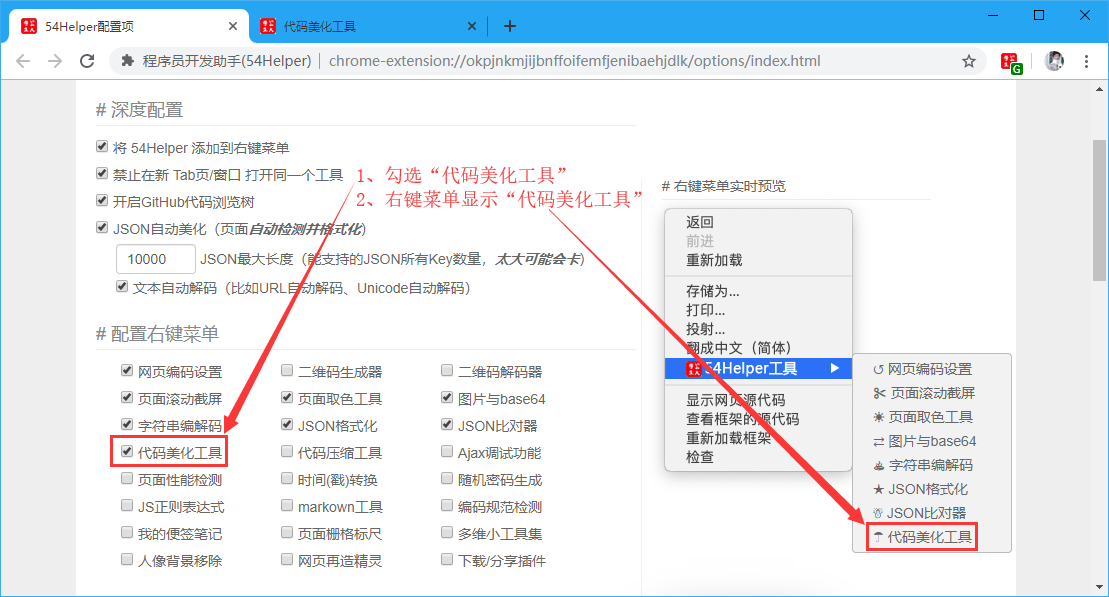 54Helper配置项
代码美化工具
程序员开发助手(54Helper) | chrome-extension://okpjnkmjijbnffoifemfjenibaehjdlk/options/index.html
G
# 深度配置
将 54Helper 添加到右键菜单
禁止在新 Tab页/窗口 打开同一个工具
开启GitHub代码浏览树
JSON自动美化（页面自动检测并格式化）
10000 JSON最大长度（能支持的JSON所有Key数量，太大可能会卡）
文本自动解码（比如URL自动解码、Unicode自动解码）
1、勾选“代码美化工具”
2、右键菜单显示“代码美化工具”
# 配置右键菜单
网页编码设置 二维码生成器 二维码解码器
页面滚动截屏 页面取色工具 图片与base64
字符串编解码 JSON格式化 JSON比对器
代码美化工具 代码压缩工具 Ajax调试功能
页面性能检测 时间(戳)转换 随机密码生成
JS正则表达式 markown工具 编码规范检测
我的便签笔记 页面栅格标尺 多维小工具集
人像背景移除 网页再造精灵 下载/分享插件
# 右键菜单实时预览
返回
前进
重新加载
存储为...
打印...
投射...
翻成中文（简体）
54Helper工具
显示网页源代码
查看框架的源代码
重新加载框架
检查
网页编码设置
页面滚动截屏
页面取色工具
图片与base64
字符串编解码
JSON格式化
JSON比对器
代码美化工具